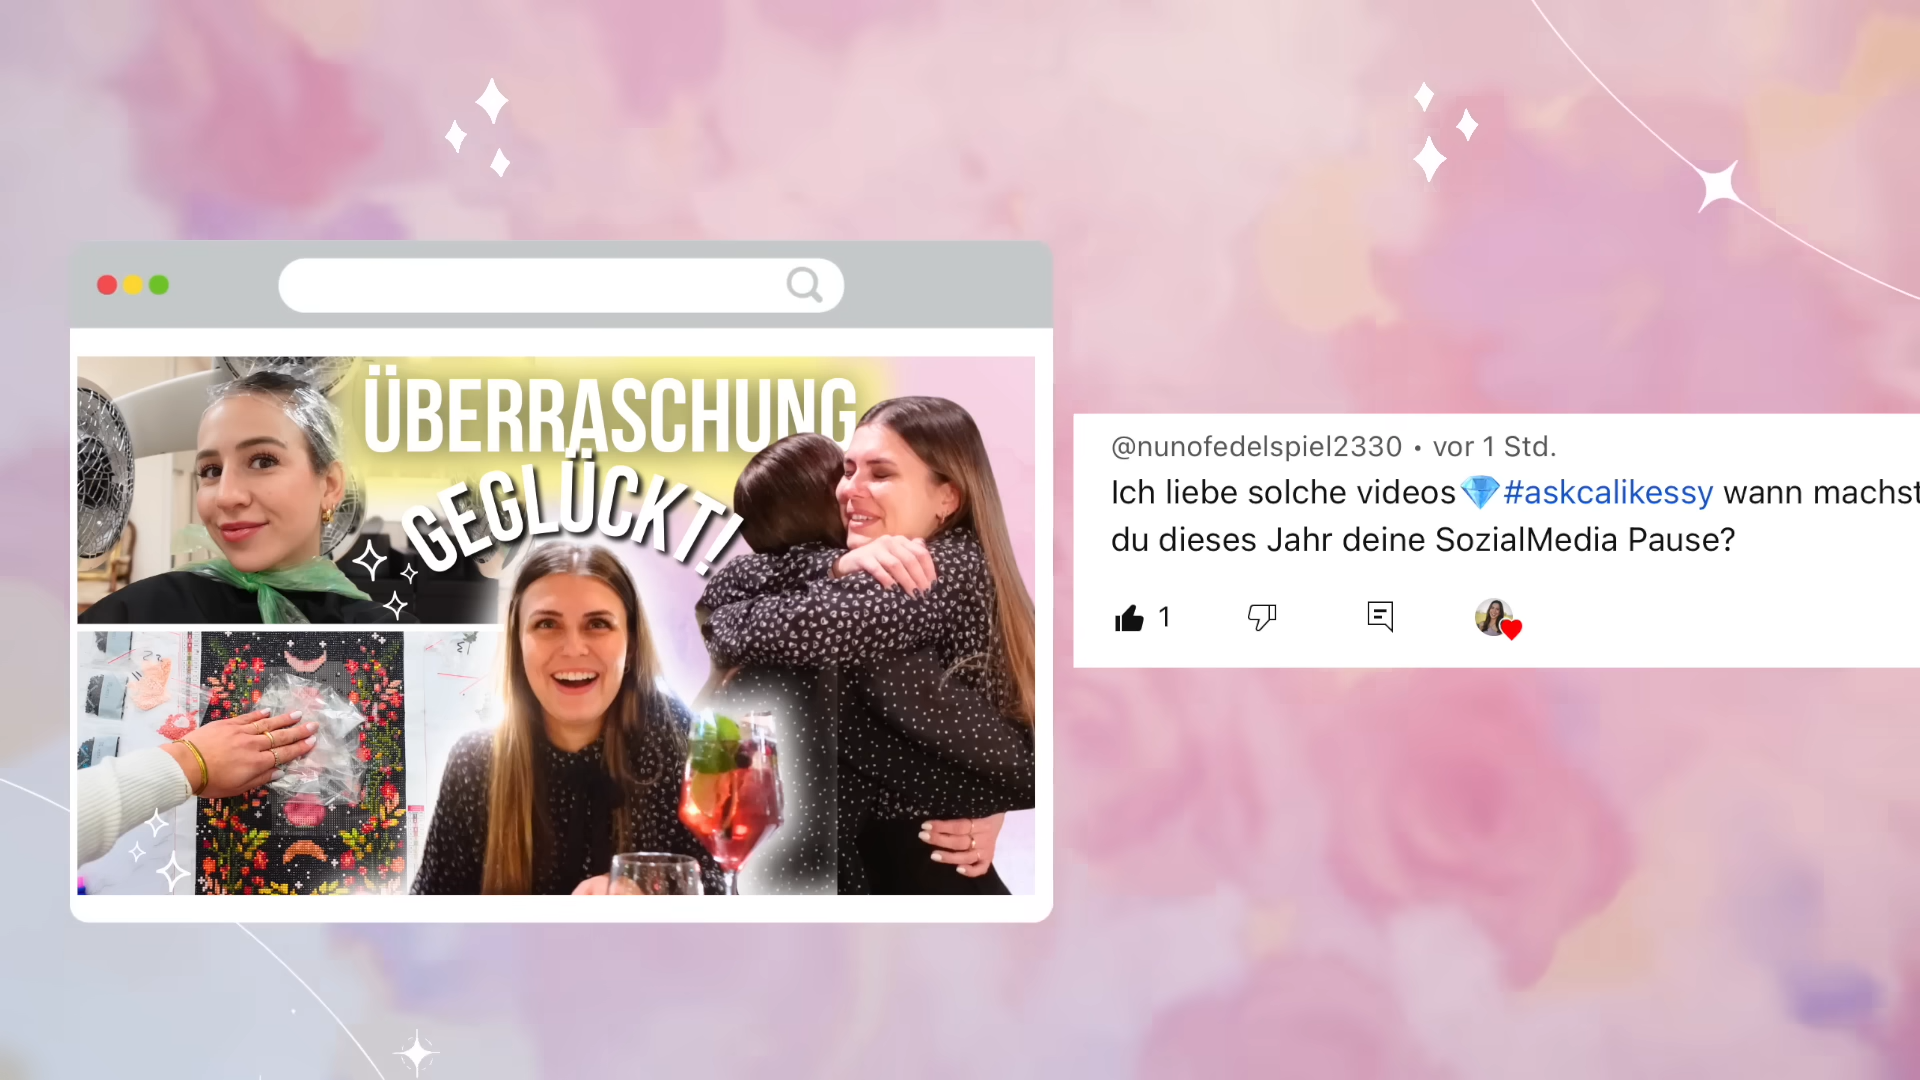 ÜBERRASCHUNG
GEGLÜCKT!
@nunofedelspiel2330 • vor 1 Std.
Ich liebe solche videos💎#askcalikessy wann machst
du dieses Jahr deine SozialMedia Pause?
1